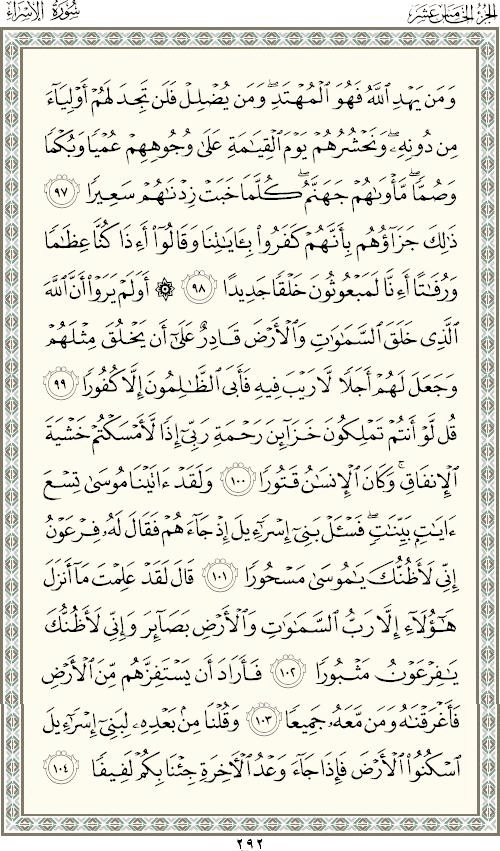 سُورَةُ الإِسْرَاءِ الجُزْءُ الخَامِسَ عَشَرَ
وَمَن يَهْدِ ٱللَّهُ فَهُوَ ٱلْمُهْتَدِ ۖ وَمَن يُضْلِلْ فَلَن تَجِدَ لَهُمْ أَوْلِيَآءَ
مِن دُونِهِۦ ۖ وَنَحْشُرُهُمْ يَوْمَ ٱلْقِيَـٰمَةِ عَلَىٰ وُجُوهِهِمْ عُمْيًا وَبُكْمًا
وَصُمًّا ۖ مَّأْوَىٰهُمْ جَهَنَّمُ ۖ كُلَّمَا خَبَتْ زِدْنَـٰهُمْ سَعِيرًا ٩٧
ذَٰلِكَ جَزَآؤُهُم بِأَنَّهُمْ كَفَرُوا۟ بِـَٔايَـٰتِنَا وَقَالُوٓا۟ أَءِذَا كُنَّا عِظَـٰمًا
وَرُفَـٰتًا أَءِنَّا لَمَبْعُوثُونَ خَلْقًا جَدِيدًا ٩٨ ۞ أَوَلَمْ يَرَوْا۟ أَنَّ ٱللَّهَ
ٱلَّذِى خَلَقَ ٱلسَّمَـٰوَٰتِ وَٱلْأَرْضَ قَادِرٌ عَلَىٰٓ أَن يَخْلُقَ مِثْلَهُمْ
وَجَعَلَ لَهُمْ أَجَلًا لَّا رَيْبَ فِيهِ فَأَبَى ٱلظَّـٰلِمُونَ إِلَّا كُفُورًا ٩٩
قُل لَّوْ أَنتُمْ تَمْلِكُونَ خَزَآئِنَ رَحْمَةِ رَبِّىٓ إِذًا لَّأَمْسَكْتُمْ خَشْيَةَ
ٱلْإِنفَاقِ ۚ وَكَانَ ٱلْإِنسَـٰنُ قَتُورًا ١٠٠ وَلَقَدْ ءَاتَيْنَا مُوسَىٰ تِسْعَ
ءَايَـٰتٍۭ بَيِّنَـٰتٍ ۖ فَسْـَٔلْ بَنِىٓ إِسْرَٰٓءِيلَ إِذْ جَآءَهُمْ فَقَالَ لَهُۥ فِرْعَوْنُ
إِنِّى لَأَظُنُّكَ يَـٰمُوسَىٰ مَسْحُورًا ١٠١ قَالَ لَقَدْ عَلِمْتَ مَآ أَنزَلَ
هَـٰٓؤُلَآءِ إِلَّا رَبُّ ٱلسَّمَـٰوَٰتِ وَٱلْأَرْضِ بَصَآئِرَ وَإِنِّى لَأَظُنُّكَ
يَـٰفِرْعَوْنُ مَثْبُورًا ١٠٢ فَأَرَادَ أَن يَسْتَفِزَّهُم مِّنَ ٱلْأَرْضِ
فَأَغْرَقْنَـٰهُ وَمَن مَّعَهُۥ جَمِيعًا ١٠٣ وَقُلْنَا مِنۢ بَعْدِهِۦ لِبَنِىٓ إِسْرَٰٓءِيلَ
ٱسْكُنُوا۟ ٱلْأَرْضَ فَإِذَا جَآءَ وَعْدُ ٱلْـَٔاخِرَةِ جِئْنَا بِكُمْ لَفِيفًا ١٠٤
٢٩٢